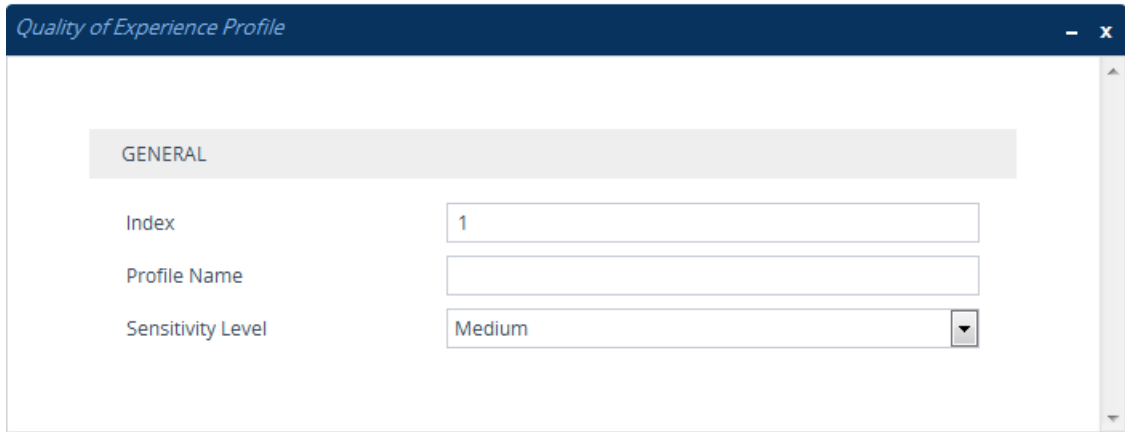 Quality of Experience Profile – x
GENERAL
Index 1
Profile Name
Sensitivity Level Medium